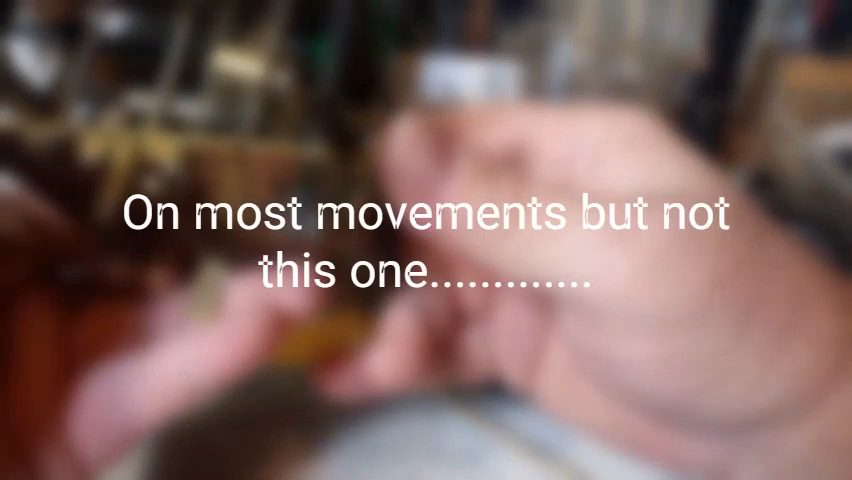 On most movements but not
this one.............